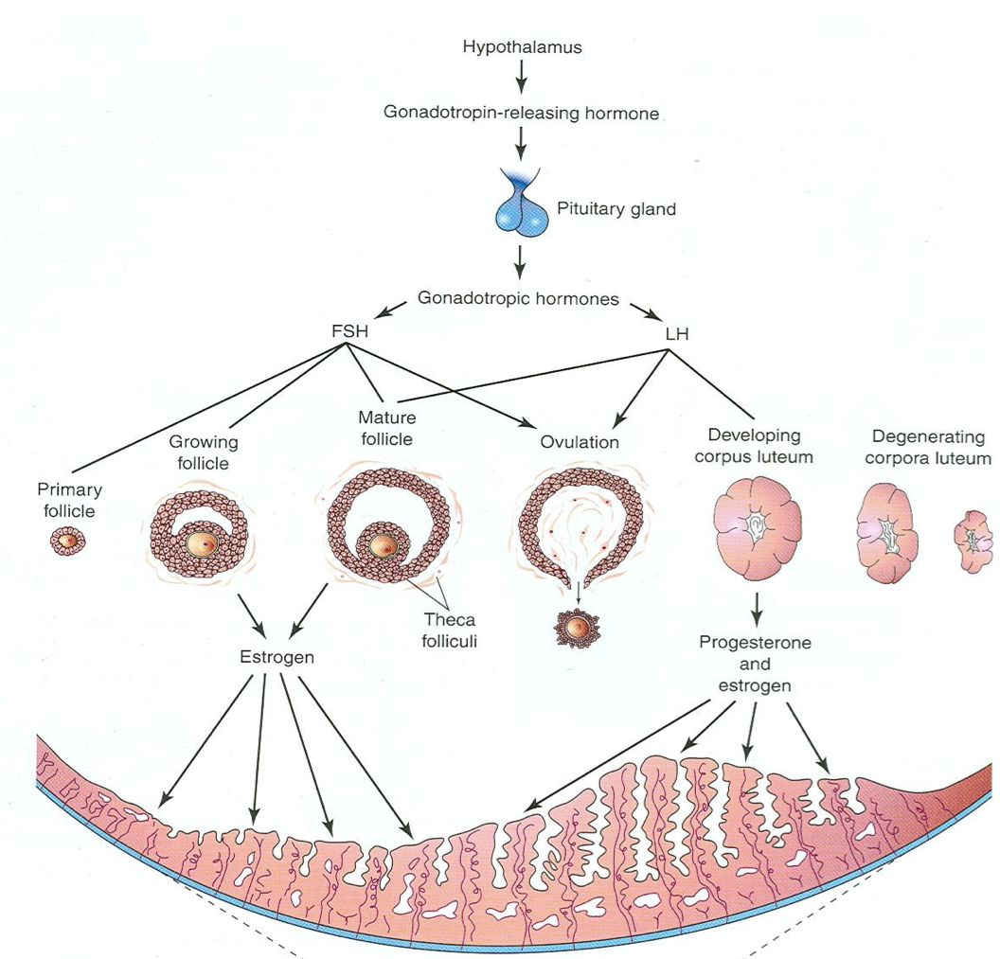 Hypothalamus
Gonadotropin-releasing hormone
Pituitary gland
Gonadotropic hormones
FSH
LH
Mature
follicle
Growing
follicle
Primary
follicle
Ovulation
Developing
corpus luteum
Degenerating
corpora luteum
Theca
folliculi
Estrogen
Progesterone
and
estrogen